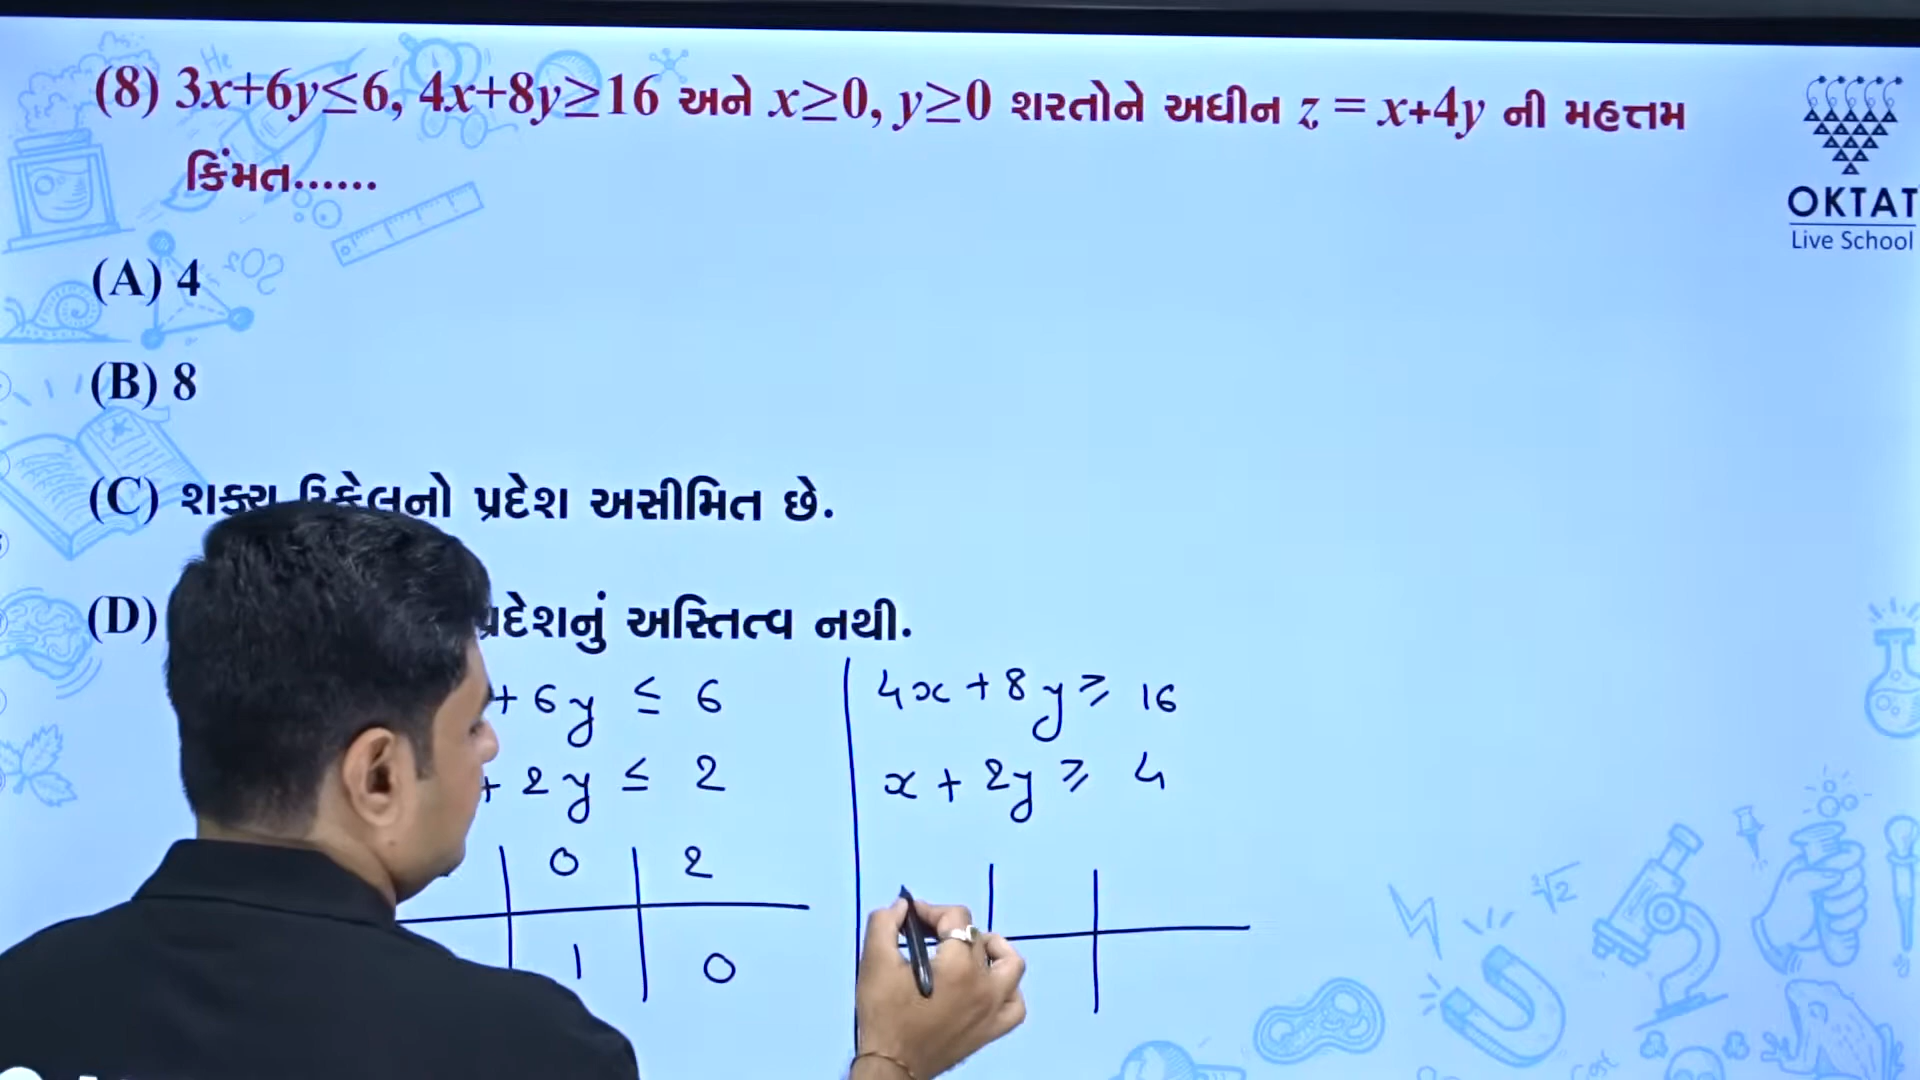 (8) 3x+6y≤6, 4x+8y≥16 અને x≥0, y≥0 શરતોને અધીન z = x+4y ની મહત્તમ
કિંમત......
OKTAT
Live School
(A) 4
(B) 8
(C) શક્ય ઉકેલનો પ્રદેશ અસીમિત છે.
(D) પ્રદેશનું અસ્તિત્વ નથી.
+ 6y ≤ 6
+ 2y ≤ 2
0 2
1 0
4x + 8y ≥ 16
x + 2y ≥ 4